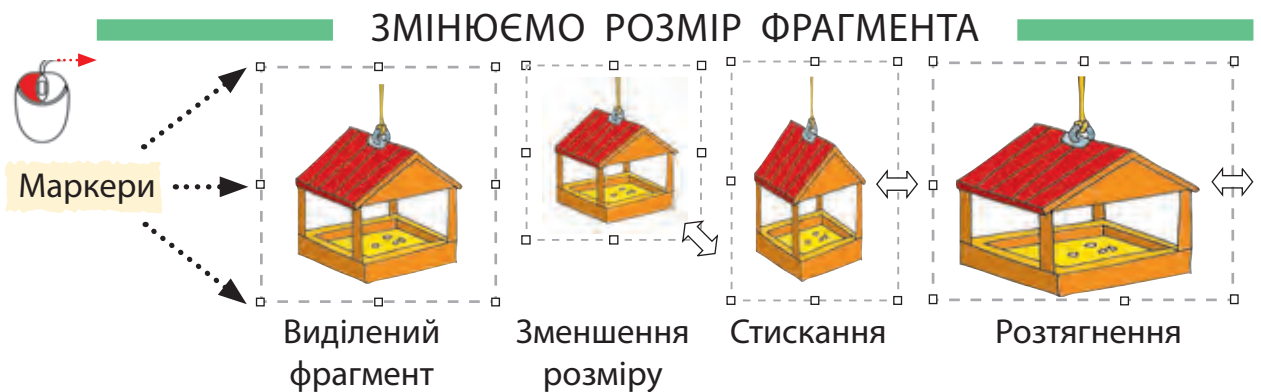 ЗМІНЮЄМО РОЗМІР ФРАГМЕНТА
Маркери
Виділений
фрагмент
Зменшення
розміру
Стискання
Розтягнення